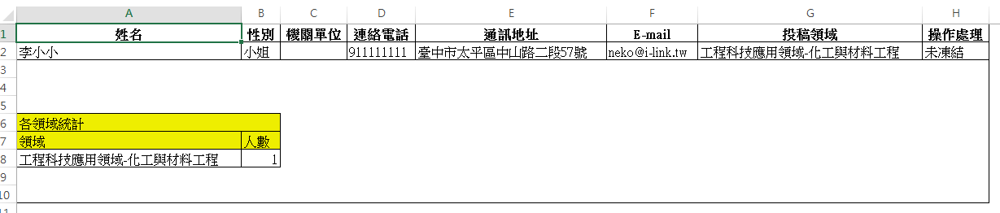 A B C D E F G H
1 姓名 性別 機關單位 連絡電話 通訊地址 E-mail 投稿領域 操作處理
2 李小小 小姐 911111111 臺中市太平區中山路二段57號 neko@i-link.tw 工程科技應用領域-化工與材料工程 未凍結
3
4
5
6 各領域統計
7 領域 人數
8 工程科技應用領域-化工與材料工程 1
9
10
11